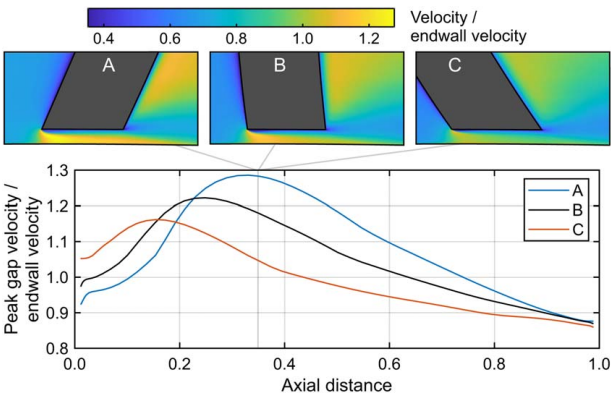 Velocity /
endwall velocity
0.4 0.6 0.8 1.0 1.2
A B C
1.3
1.2
1.1
1.0
0.9
0.8
Peak gap velocity /
endwall velocity
A
B
C
0.0 0.2 0.4 0.6 0.8 1.0
Axial distance